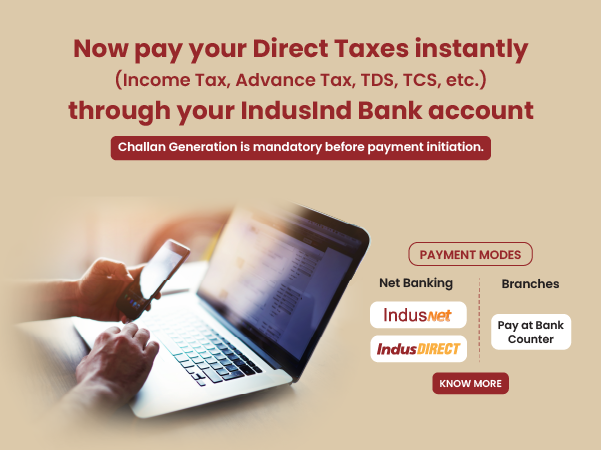 Now pay your Direct Taxes instantly
(Income Tax, Advance Tax, TDS, TCS, etc.)
through your IndusInd Bank account
Challan Generation is mandatory before payment initiation.
PAYMENT MODES
Net Banking
IndusNet
IndusDIRECT
Branches
Pay at Bank
Counter
KNOW MORE